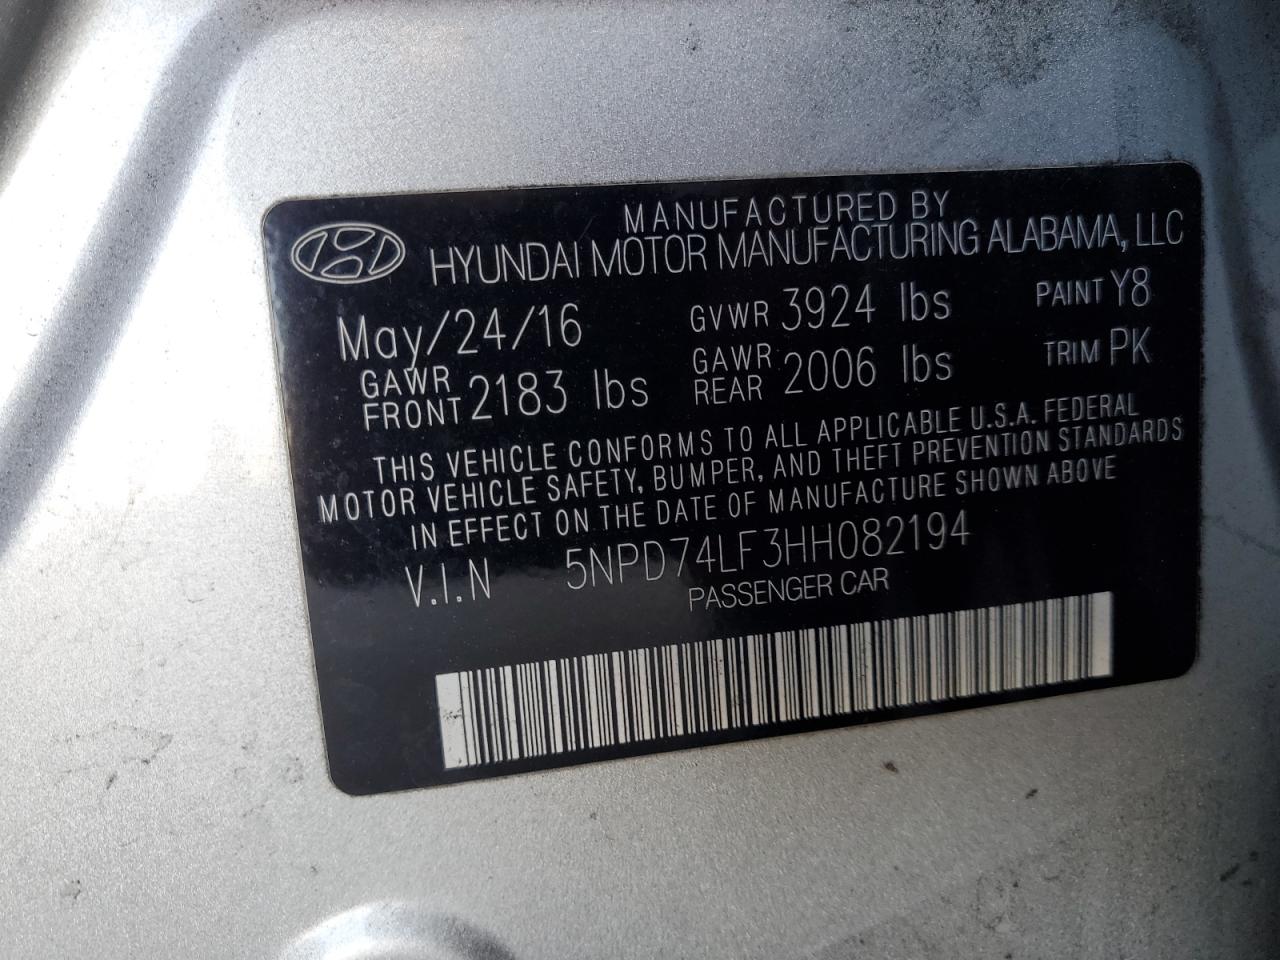 MANUFACTURED BY
HYUNDAI MOTOR MANUFACTURING ALABAMA, LLC
May/24/16 GVWR 3924 lbs PAINT Y8
GAWR FRONT 2183 lbs GAWR REAR 2006 lbs TRIM PK
THIS VEHICLE CONFORMS TO ALL APPLICABLE U.S.A. FEDERAL
MOTOR VEHICLE SAFETY, BUMPER, AND THEFT PREVENTION STANDARDS
IN EFFECT ON THE DATE OF MANUFACTURE SHOWN ABOVE
V.I.N 5NPD74LF3HH082194
PASSENGER CAR